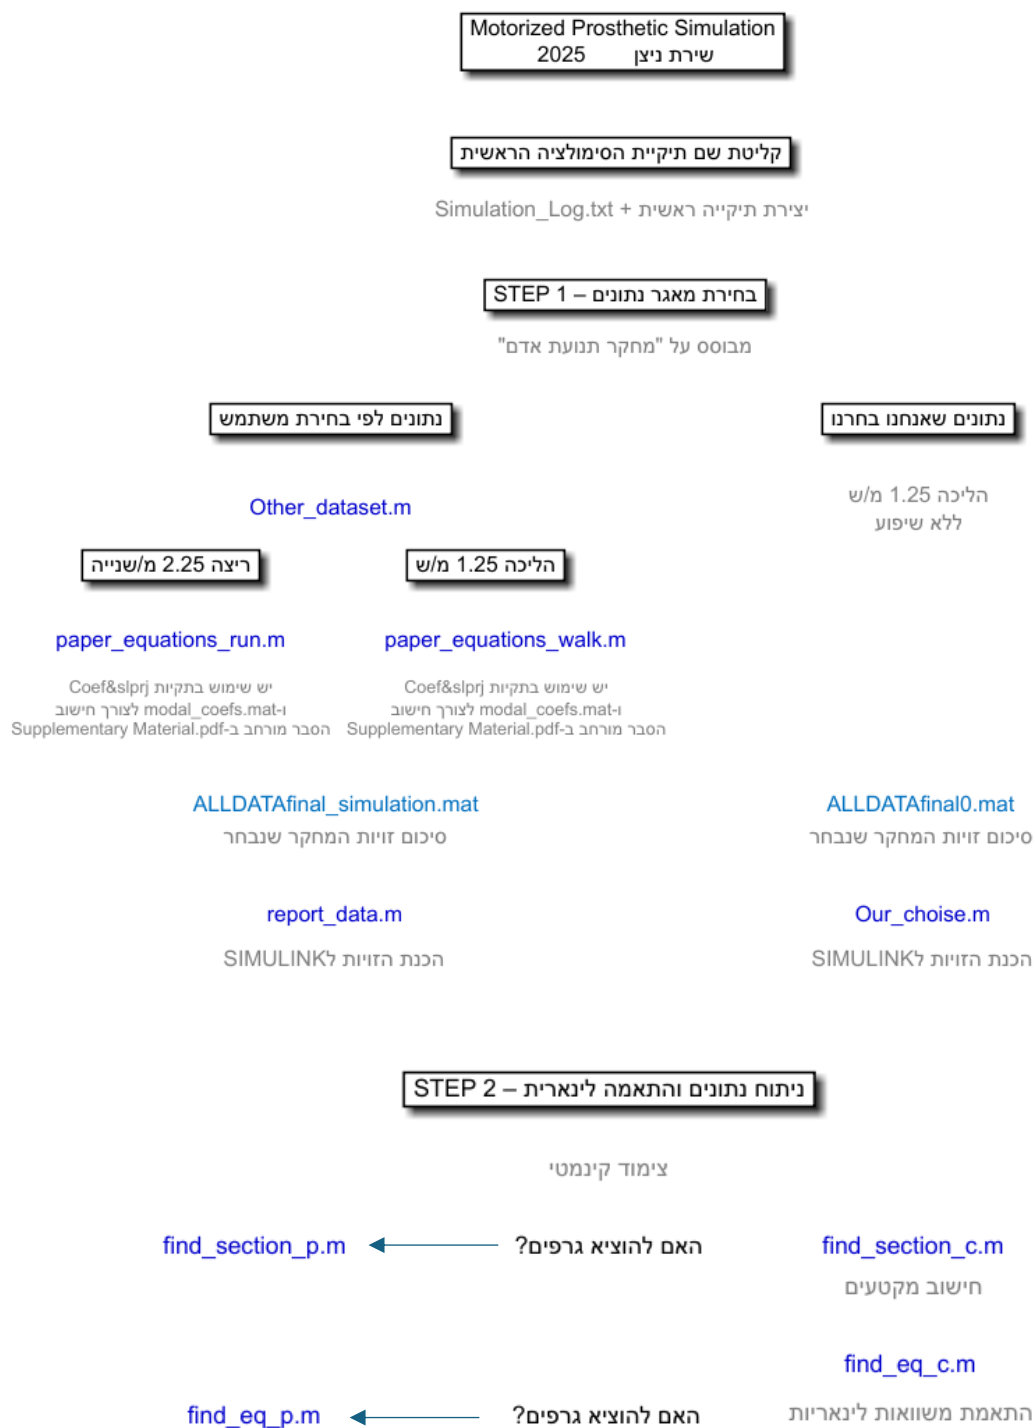 Motorized Prosthetic Simulation
שירת ניצן 2025
קליטת שם תיקיית הסימולציה הראשית
יצירת תיקייה ראשית + Simulation_Log.txt
בחירת מאגר נתונים – STEP 1
מבוסס על "מחקר תנועת אדם"
נתונים שאנחנו בחרנו
נתונים לפי בחירת משתמש
הליכה 1.25 מ/ש
ללא שיפוע
Other_dataset.m
הליכה 1.25 מ/ש
ריצה 2.25 מ/שנייה
paper_equations_walk.m
paper_equations_run.m
יש שימוש בתקיות Coef&slprj
ו-modal_coefs.mat לצורך חישוב
הסבר מורחב ב-Supplementary Material.pdf
יש שימוש בתקיות Coef&slprj
ו-modal_coefs.mat לצורך חישוב
הסבר מורחב ב-Supplementary Material.pdf
ALLDATAfinal0.mat
סיכום זויות המחקר שנבחר
ALLDATAfinal_simulation.mat
סיכום זויות המחקר שנבחר
Our_choise.m
הכנת הזויות לSIMULINK
report_data.m
הכנת הזויות לSIMULINK
ניתוח נתונים והתאמה לינארית – STEP 2
צימוד קינמטי
find_section_c.m
האם להוציא גרפים?
find_section_p.m
חישוב מקטעים
find_eq_c.m
התאמת משוואות לינאריות
האם להוציא גרפים?
find_eq_p.m